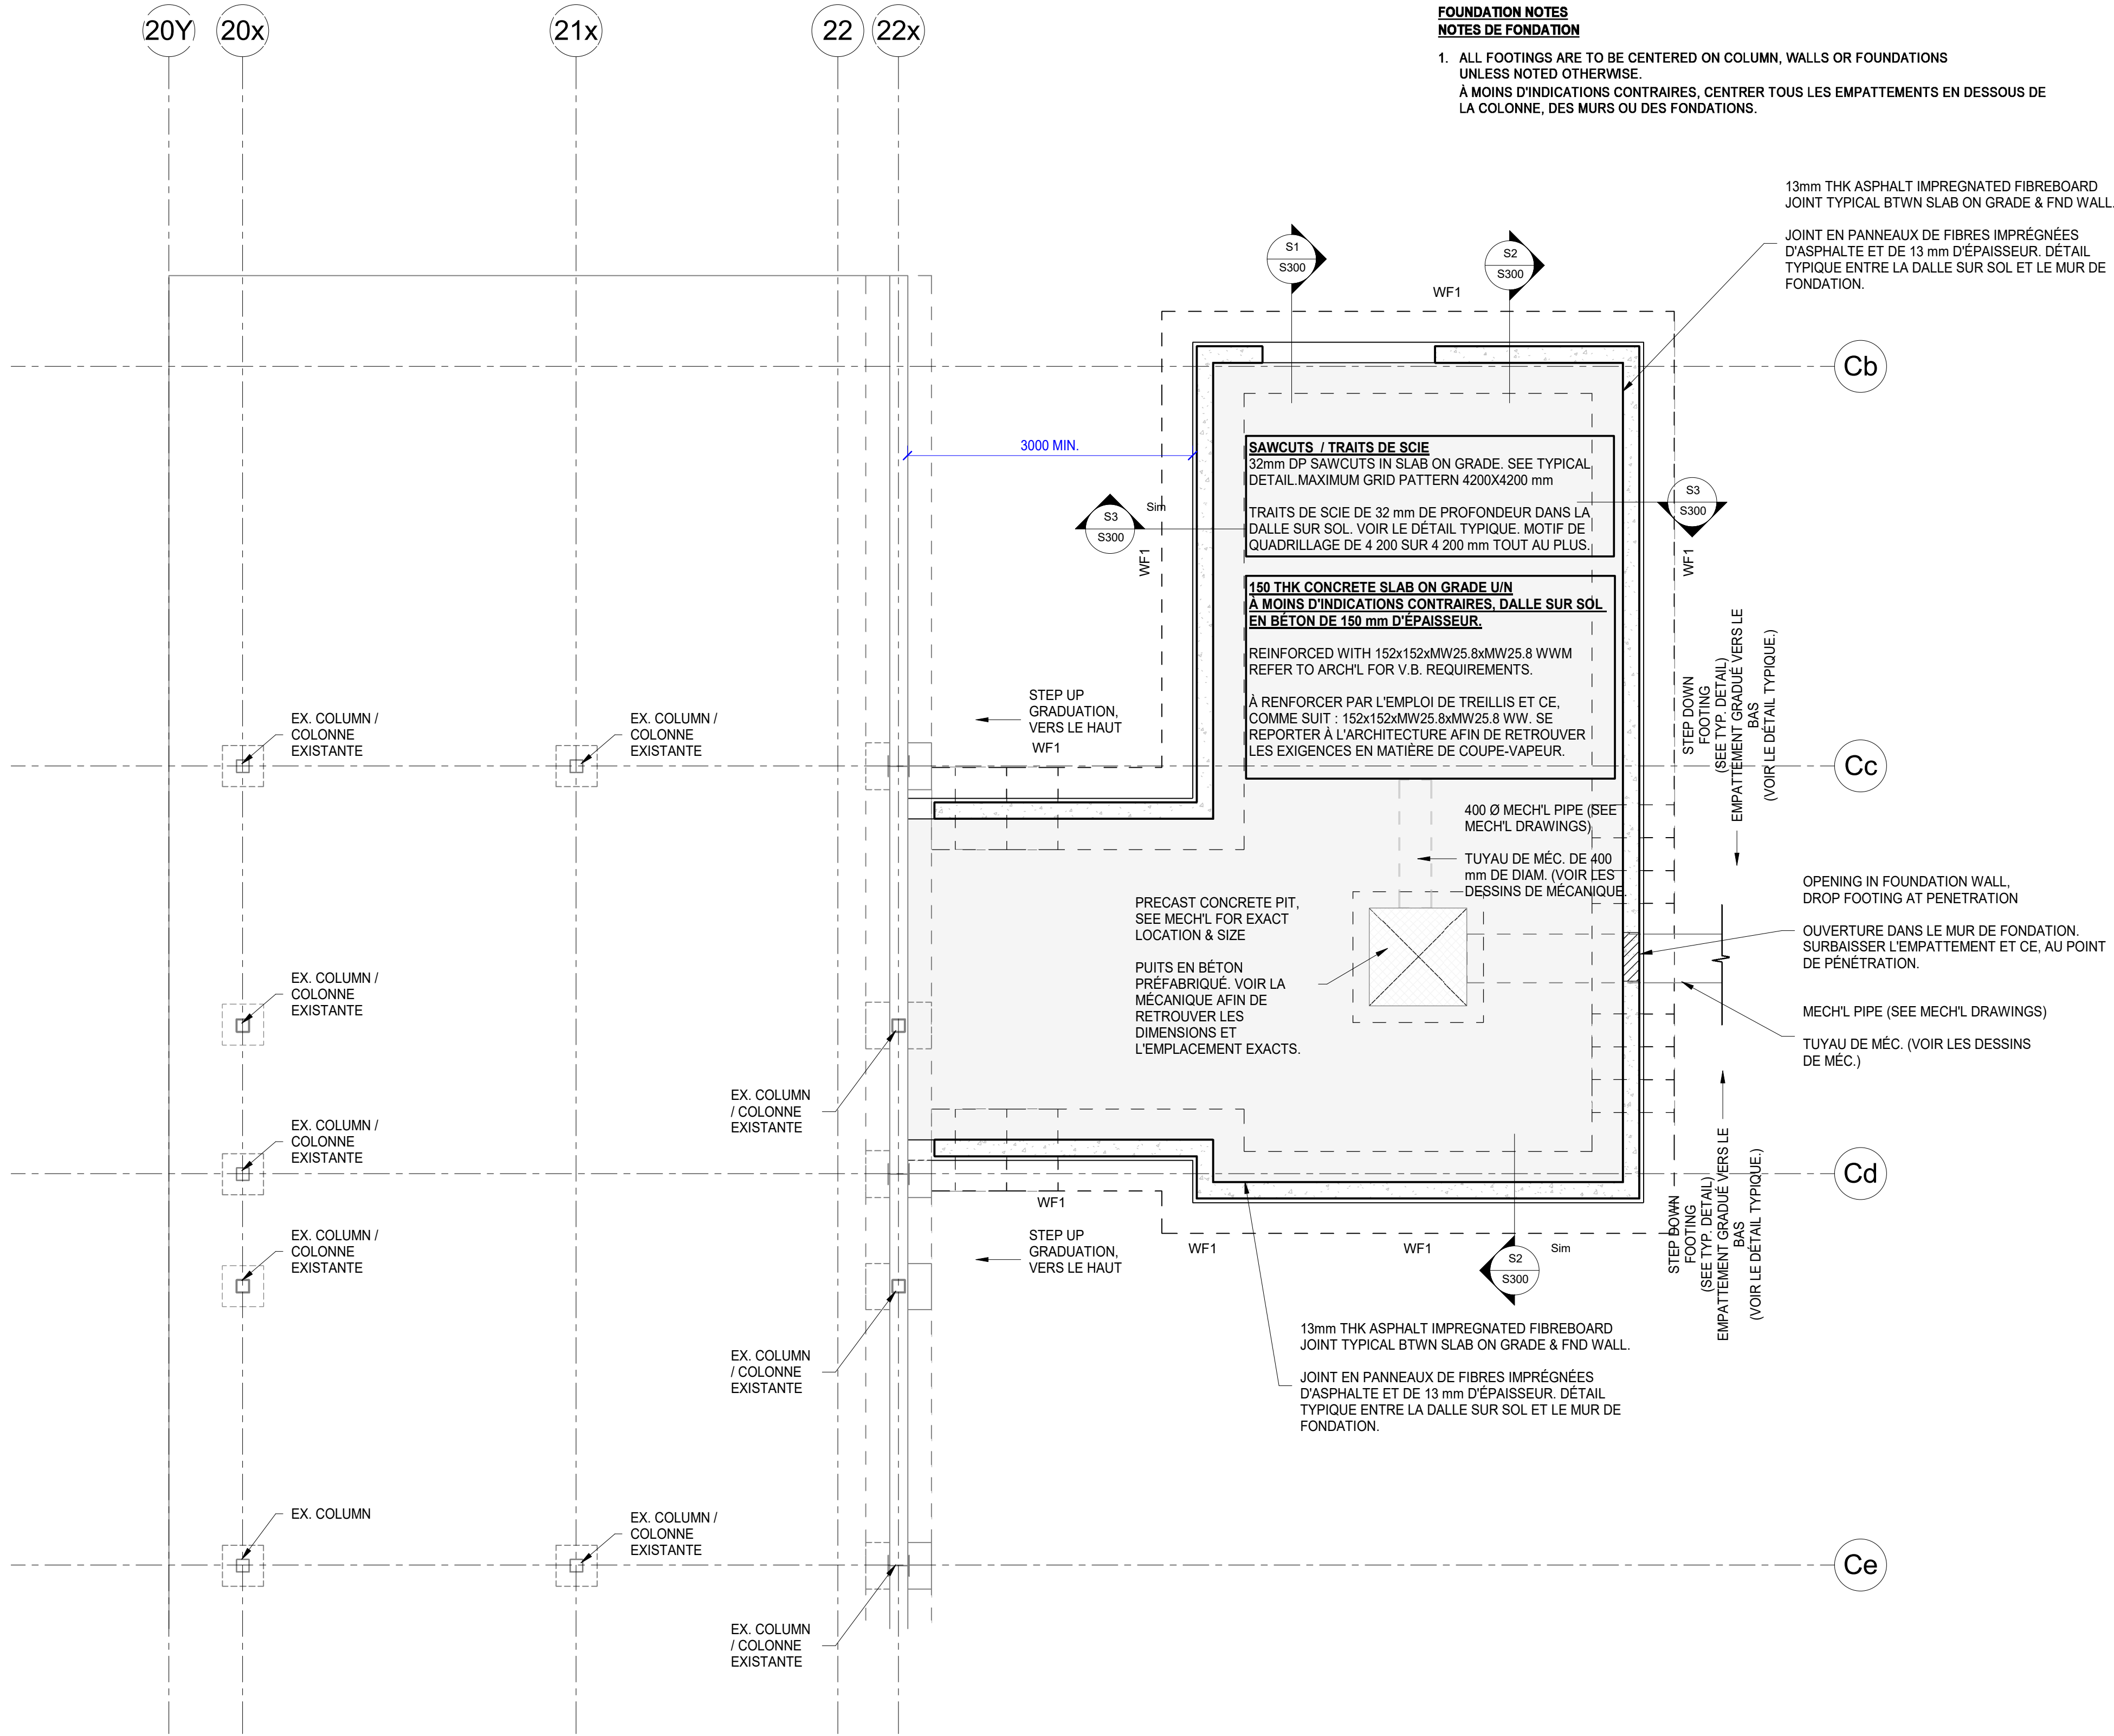 20Y
20x
21x
22
22x
FOUNDATION NOTES
NOTES DE FONDATION
1. ALL FOOTINGS ARE TO BE CENTERED ON COLUMN, WALLS OR FOUNDATIONS
UNLESS NOTED OTHERWISE.
À MOINS D'INDICATIONS CONTRAIRES, CENTRER TOUS LES EMPATTEMENTS EN DESSOUS DE
LA COLONNE, DES MURS OU DES FONDATIONS.
13mm THK ASPHALT IMPREGNATED FIBREBOARD
JOINT TYPICAL BTWN SLAB ON GRADE & FND WALL.
JOINT EN PANNEAUX DE FIBRES IMPRÉGNÉES
D'ASPHALTE ET DE 13 mm D'ÉPAISSEUR. DÉTAIL
TYPIQUE ENTRE LA DALLE SUR SOL ET LE MUR DE
FONDATION.
S1
S300
S2
S300
WF1
Cb
3000 MIN.
SAWCUTS / TRAITS DE SCIE
32mm DP SAWCUTS IN SLAB ON GRADE. SEE TYPICAL
DETAIL.MAXIMUM GRID PATTERN 4200X4200 mm
TRAITS DE SCIE DE 32 mm DE PROFONDEUR DANS LA
DALLE SUR SOL. VOIR LE DÉTAIL TYPIQUE. MOTIF DE
QUADRILLAGE DE 4 200 SUR 4 200 mm TOUT AU PLUS.
S3
S300
Sim
WF1
S3
S300
WF1
150 THK CONCRETE SLAB ON GRADE U/N
À MOINS D'INDICATIONS CONTRAIRES, DALLE SUR SOL
EN BÉTON DE 150 mm D'ÉPAISSEUR.
REINFORCED WITH 152x152xMW25.8xMW25.8 WWM
REFER TO ARCH'L FOR V.B. REQUIREMENTS.
À RENFORCER PAR L'EMPLOI DE TREILLIS ET CE,
COMME SUIT : 152x152xMW25.8xMW25.8 WW. SE
REPORTER À L'ARCHITECTURE AFIN DE RETROUVER
LES EXIGENCES EN MATIÈRE DE COUPE-VAPEUR.
STEP DOWN
FOOTING
(SEE TYP. DETAIL)
EMPATTEMENT GRADUÉ VERS LE
BAS
(VOIR LE DÉTAIL TYPIQUE.)
EX. COLUMN /
COLONNE
EXISTANTE
EX. COLUMN /
COLONNE
EXISTANTE
STEP UP
GRADUATION,
VERS LE HAUT
WF1
Cc
400 Ø MECH'L PIPE (SEE
MECH'L DRAWINGS)
TUYAU DE MÉC. DE 400
mm DE DIAM. (VOIR LES
DESSINS DE MÉCANIQUE.
PRECAST CONCRETE PIT,
SEE MECH'L FOR EXACT
LOCATION & SIZE
PUITS EN BÉTON
PRÉFABRIQUÉ. VOIR LA
MÉCANIQUE AFIN DE
RETROUVER LES
DIMENSIONS ET
L'EMPLACEMENT EXACTS.
OPENING IN FOUNDATION WALL,
DROP FOOTING AT PENETRATION
OUVERTURE DANS LE MUR DE FONDATION.
SURBAISSER L'EMPATTEMENT ET CE, AU POINT
DE PÉNÉTRATION.
MECH'L PIPE (SEE MECH'L DRAWINGS)
TUYAU DE MÉC. (VOIR LES DESSINS
DE MÉC.)
EX. COLUMN /
COLONNE
EXISTANTE
EX. COLUMN
/ COLONNE
EXISTANTE
EX. COLUMN /
COLONNE
EXISTANTE
Cd
WF1
STEP UP
GRADUATION,
VERS LE HAUT
WF1
WF1
S2
S300
Sim
STEP DOWN
FOOTING
(SEE TYP. DETAIL)
EMPATTEMENT GRADUÉ VERS LE
BAS
(VOIR LE DÉTAIL TYPIQUE.)
EX. COLUMN /
COLONNE
EXISTANTE
EX. COLUMN
/ COLONNE
EXISTANTE
13mm THK ASPHALT IMPREGNATED FIBREBOARD
JOINT TYPICAL BTWN SLAB ON GRADE & FND WALL.
JOINT EN PANNEAUX DE FIBRES IMPRÉGNÉES
D'ASPHALTE ET DE 13 mm D'ÉPAISSEUR. DÉTAIL
TYPIQUE ENTRE LA DALLE SUR SOL ET LE MUR DE
FONDATION.
EX. COLUMN
EX. COLUMN /
COLONNE
EXISTANTE
Ce
EX. COLUMN
/ COLONNE
EXISTANTE